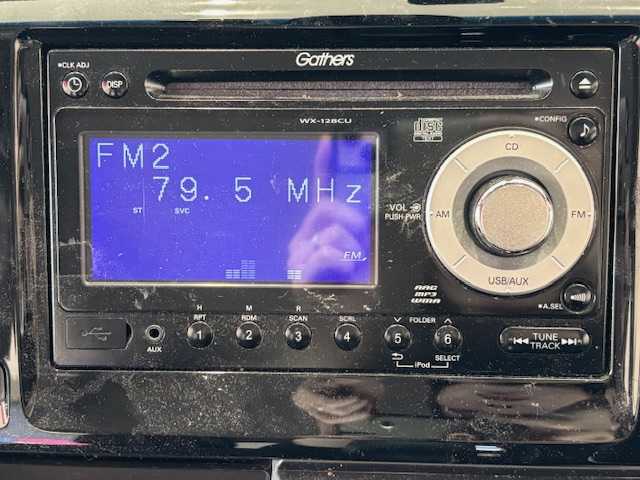 Gathers
*CLK ADJ
DISP
WX-128CU
*CONFIG
disc
TEXT
FM2
79.5 MHz
ST SVC
FM
VOL
PUSH PWR
CD
AM
FM
USB/AUX
AAC
MP3
WMA
*A.SEL
AUX
H M R
RPT RDM SCAN SCRL FOLDER
1 2 3 4 5 6
iPod SELECT
TUNE
TRACK